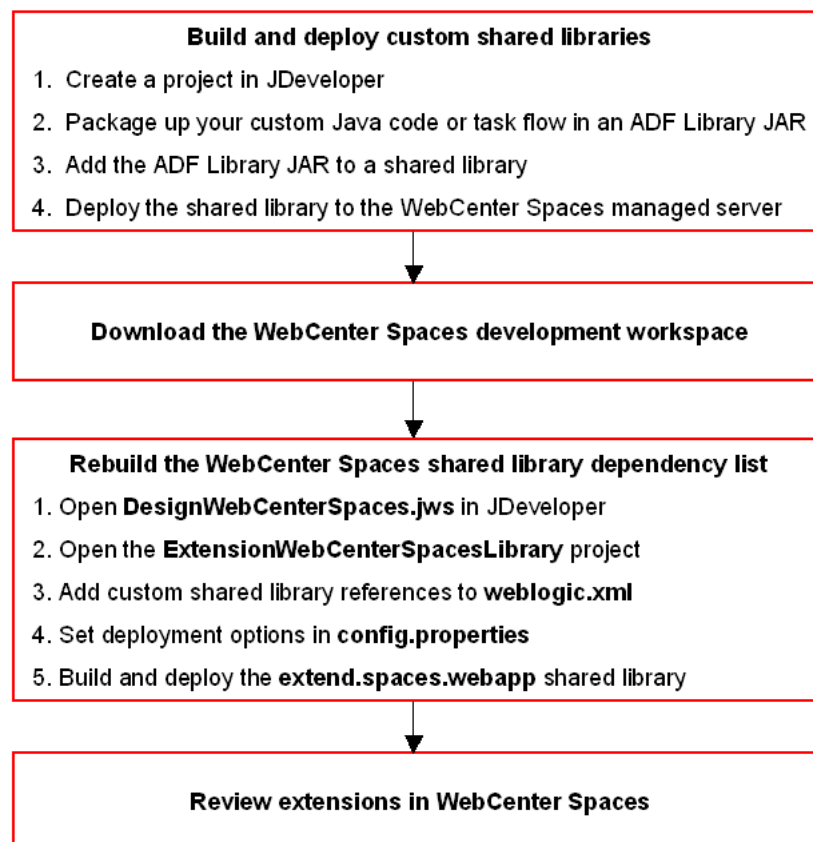 Build and deploy custom shared libraries
1. Create a project in JDeveloper
2. Package up your custom Java code or task flow in an ADF Library JAR
3. Add the ADF Library JAR to a shared library
4. Deploy the shared library to the WebCenter Spaces managed server
Download the WebCenter Spaces development workspace
Rebuild the WebCenter Spaces shared library dependency list
1. Open DesignWebCenterSpaces.jws in JDeveloper
2. Open the ExtensionWebCenterSpacesLibrary project
3. Add custom shared library references to weblogic.xml
4. Set deployment options in config.properties
5. Build and deploy the extend.spaces.webapp shared library
Review extensions in WebCenter Spaces